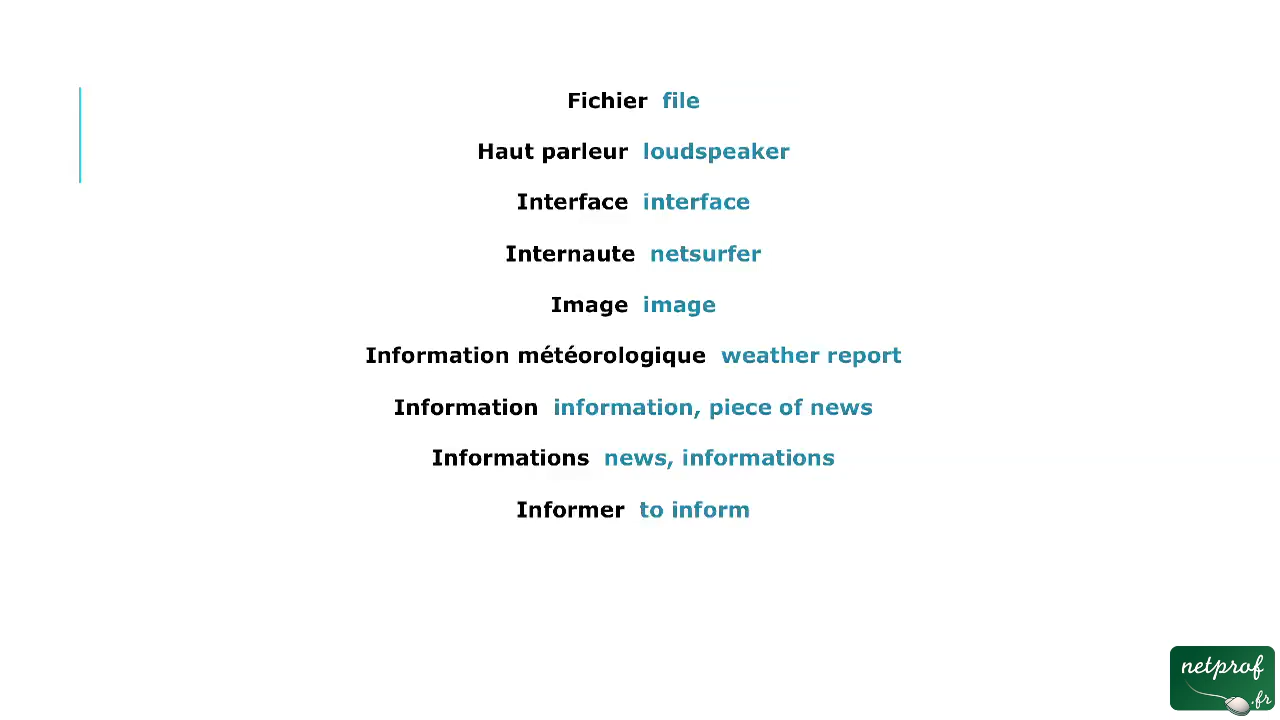 Fichier file
Haut parleur loudspeaker
Interface interface
Internaute netsurfer
Image image
Information météorologique weather report
Information information, piece of news
Informations news, informations
Informer to inform
netprof
.fr